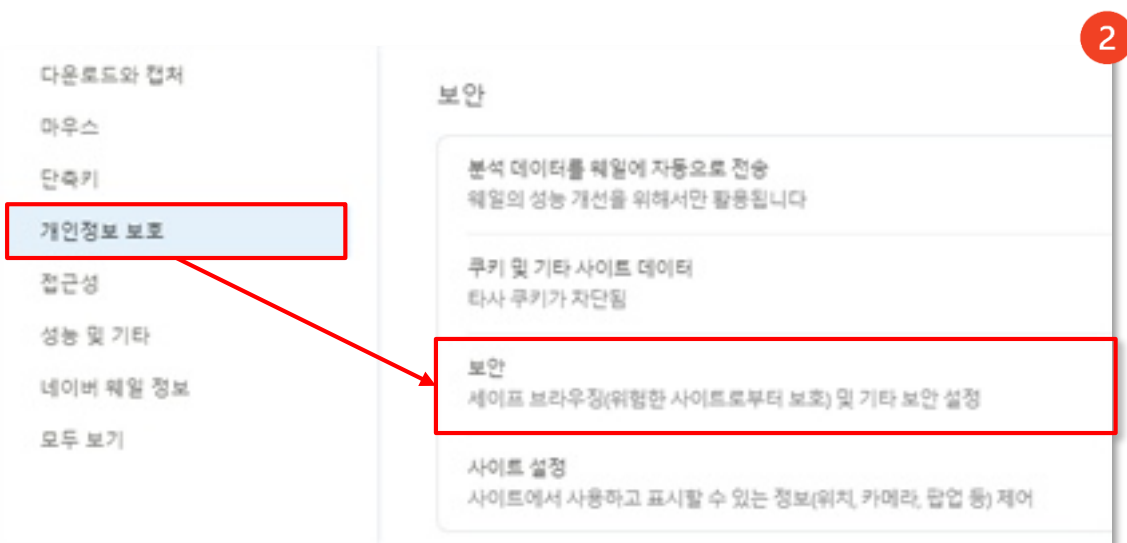 2
다운로드와 캡처
마우스
단축키
개인정보 보호
접근성
성능 및 기타
네이버 웨일 정보
모두 보기
보안
분석 데이터를 웨일에 자동으로 전송
웨일의 성능 개선을 위해서만 활용됩니다
쿠키 및 기타 사이트 데이터
타사 쿠키가 차단됨
보안
세이프 브라우징(위험한 사이트로부터 보호) 및 기타 보안 설정
사이트 설정
사이트에서 사용하고 표시할 수 있는 정보(위치, 카메라, 팝업 등) 제어